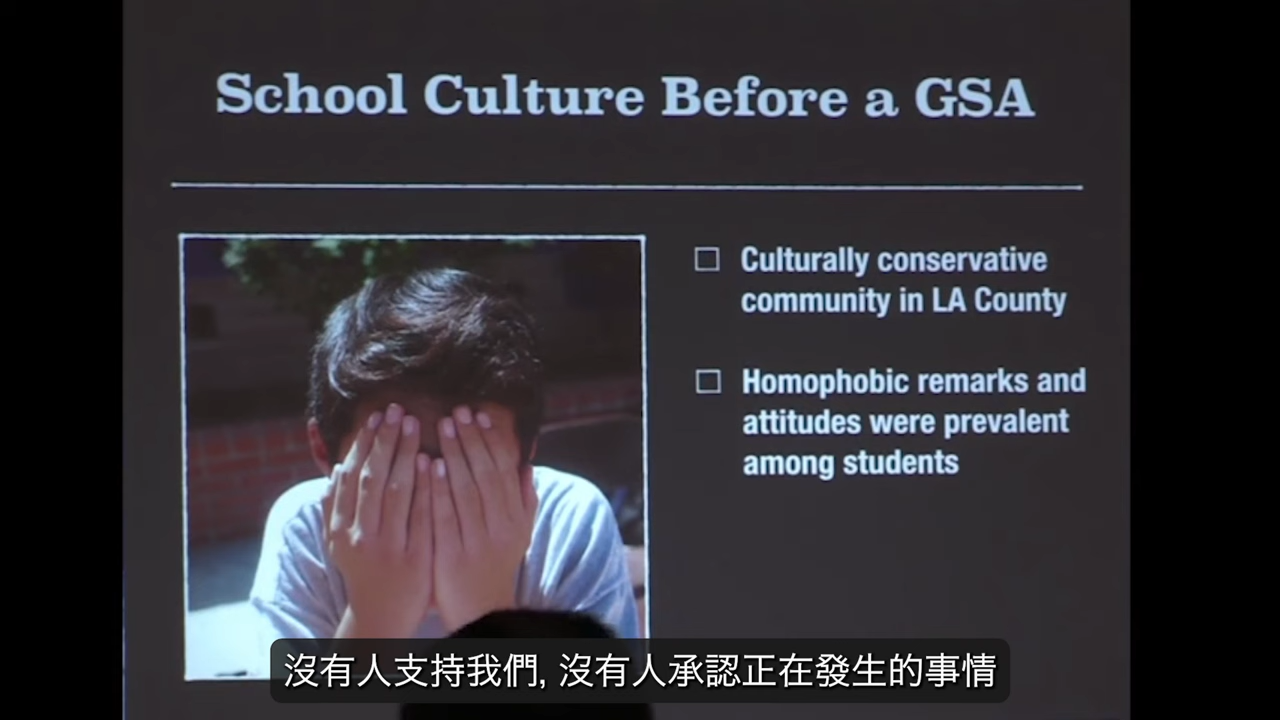 School Culture Before a GSA
Culturally conservative
community in LA County
Homophobic remarks and
attitudes were prevalent
among students
沒有人支持我們, 沒有人承認正在發生的事情